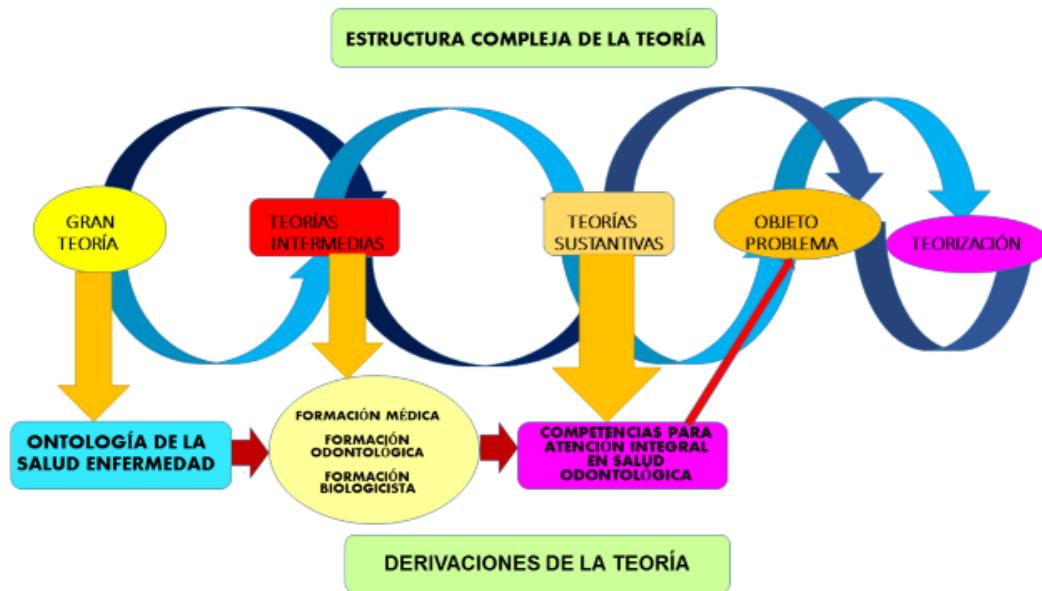 ESTRUCTURA COMPLEJA DE LA TEORÍA
GRAN
TEORÍA
TEORÍAS
INTERMEDIAS
TEORÍAS
SUSTANTIVAS
OBJETO
PROBLEMA
TEORIZACIÓN
ONTOLOGÍA DE LA
SALUD ENFERMEDAD
FORMACIÓN MÉDICA
FORMACIÓN
ODONTOLÓGICA
FORMACIÓN
BIOLOGICISTA
COMPETENCIAS PARA
ATENCIÓN INTEGRAL
EN SALUD
ODONTOLÓGICA
DERIVACIONES DE LA TEORÍA